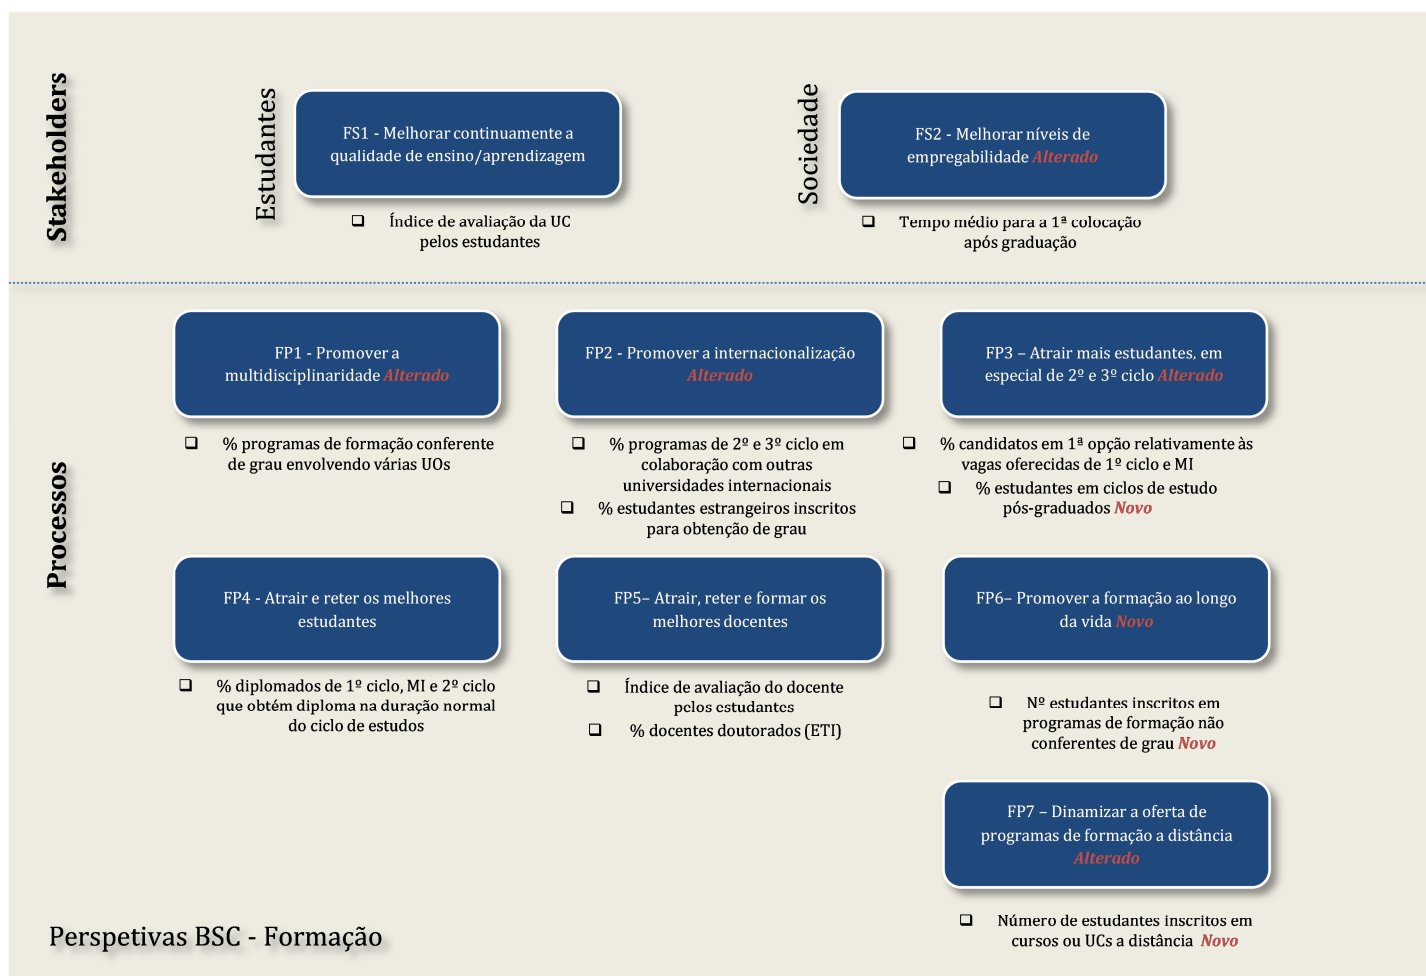 Stakeholders
Estudantes
FS1 - Melhorar continuamente a
qualidade de ensino/aprendizagem
❑ Índice de avaliação da UC
pelos estudantes
Sociedade
FS2 - Melhorar níveis de
empregabilidade Alterado
❑ Tempo médio para a 1ª colocação
após graduação
Processos
FP1 - Promover a
multidisciplinaridade Alterado
❑ % programas de formação conferente
de grau envolvendo várias UOs
FP2 - Promover a internacionalização
Alterado
❑ % programas de 2º e 3º ciclo em
colaboração com outras
universidades internacionais
❑ % estudantes estrangeiros inscritos
para obtenção de grau
FP3 – Atrair mais estudantes, em
especial de 2º e 3º ciclo Alterado
❑ % candidatos em 1ª opção relativamente às
vagas oferecidas de 1º ciclo e MI
❑ % estudantes em ciclos de estudo
pós-graduados Novo
FP4 - Atrair e reter os melhores
estudantes
❑ % diplomados de 1º ciclo, MI e 2º ciclo
que obtém diploma na duração normal
do ciclo de estudos
FP5– Atrair, reter e formar os
melhores docentes
❑ Índice de avaliação do docente
pelos estudantes
❑ % docentes doutorados (ETI)
FP6– Promover a formação ao longo
da vida Novo
❑ Nº estudantes inscritos em
programas de formação não
conferentes de grau Novo
FP7 – Dinamizar a oferta de
programas de formação a distância
Alterado
❑ Número de estudantes inscritos em
cursos ou UCs a distância Novo
Perspetivas BSC - Formação